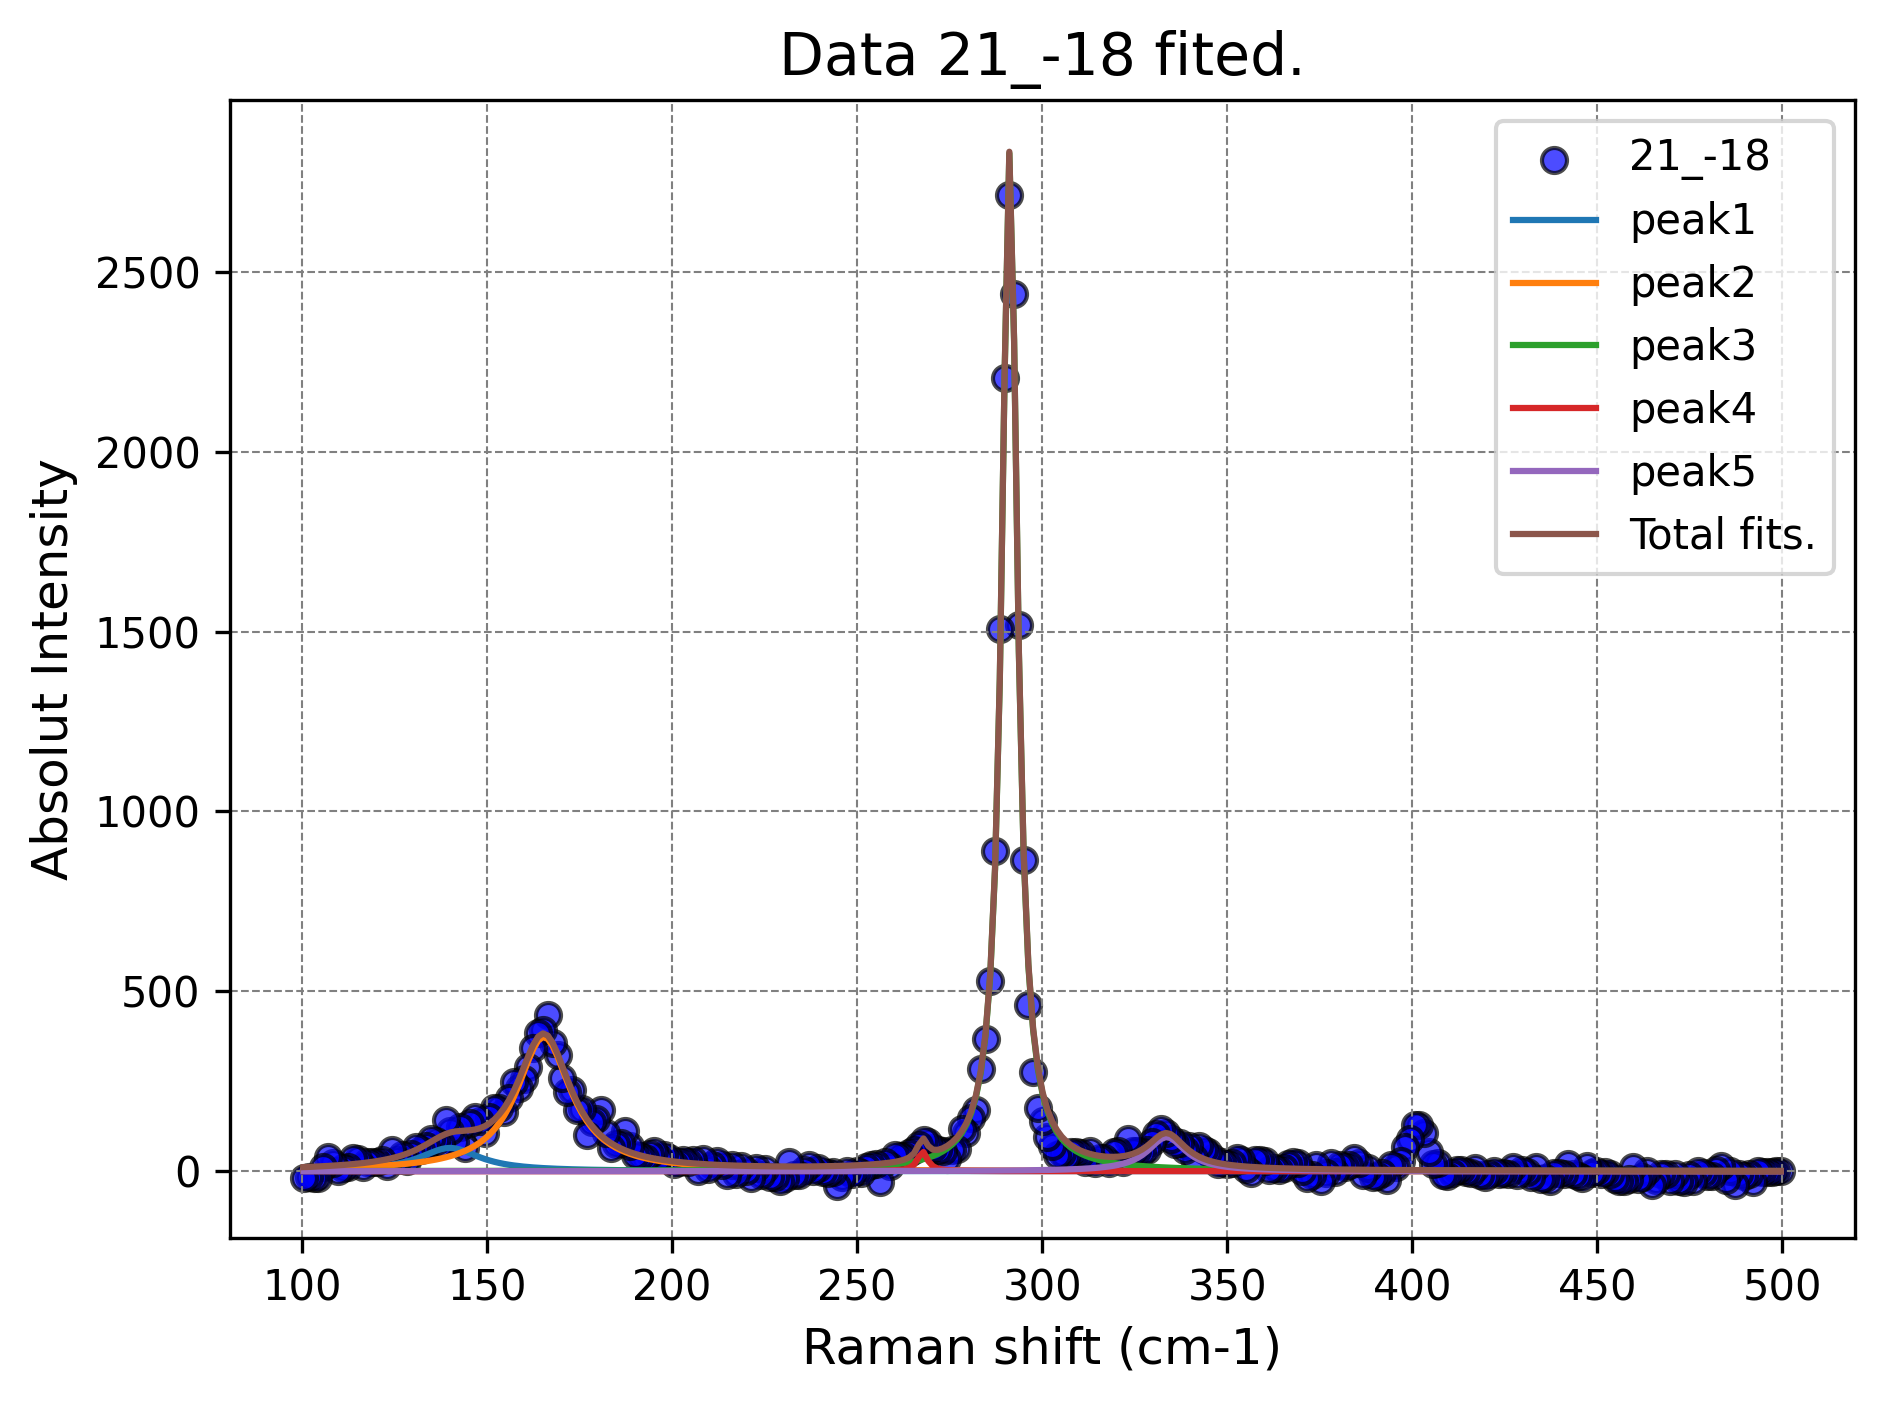 Data 21_-18 fited.
21_-18
peak1
peak2
peak3
peak4
peak5
Total fits.
Absolut Intensity
2500
2000
1500
1000
500
0
100 150 200 250 300 350 400 450 500
Raman shift (cm-1)